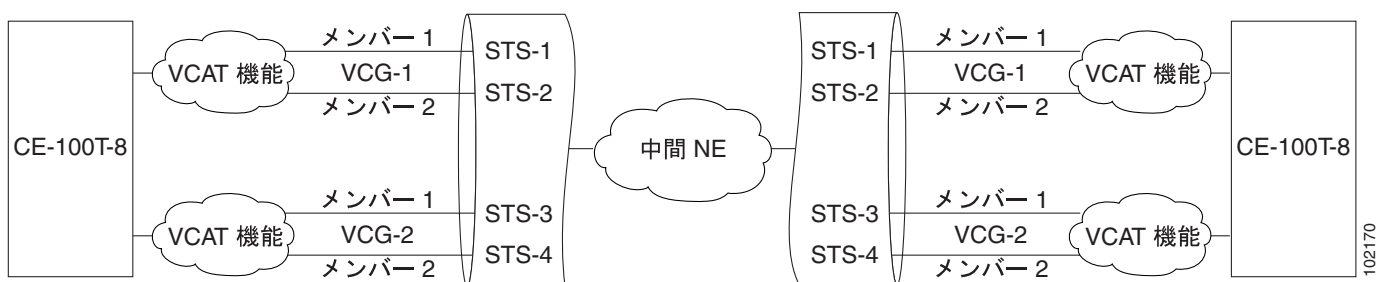 CE-100T-8
VCAT 機能
メンバー 1
VCG-1
メンバー 2
STS-1
STS-2
VCAT 機能
メンバー 1
VCG-2
メンバー 2
STS-3
STS-4
中間 NE
STS-1
STS-2
メンバー 1
VCG-1
メンバー 2
VCAT 機能
STS-3
STS-4
メンバー 1
VCG-2
メンバー 2
VCAT 機能
CE-100T-8
102170